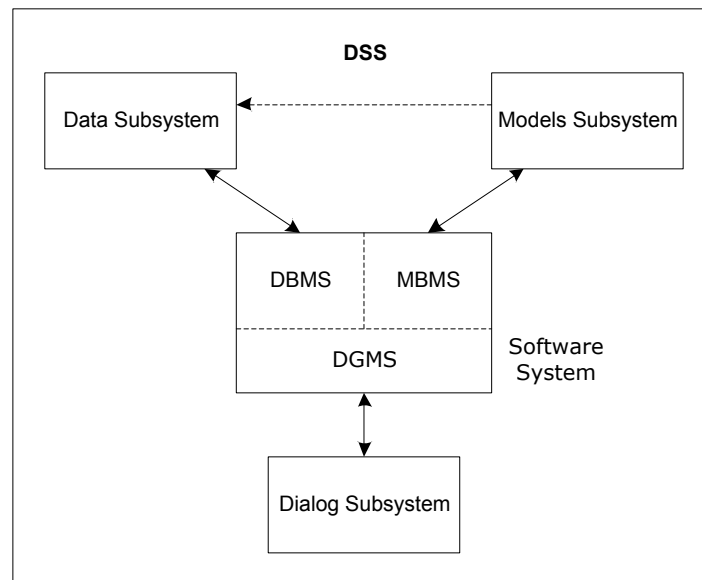 DSS
Data Subsystem
Models Subsystem
DBMS
MBMS
DGMS
Software
System
Dialog Subsystem